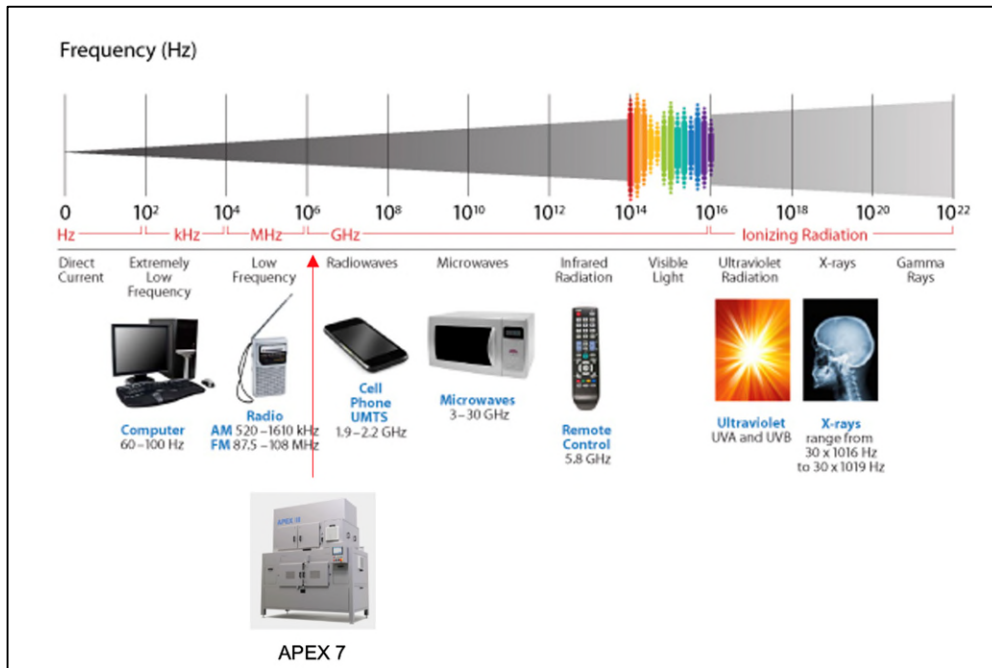 Frequency (Hz)
0 10² 10⁴ 10⁶ 10⁸ 10¹⁰ 10¹² 10¹⁴ 10¹⁶ 10¹⁸ 10²⁰ 10²²
Hz kHz MHz GHz Ionizing Radiation
Direct Current
Extremely Low Frequency
Low Frequency
Radiowaves
Microwaves
Infrared Radiation
Visible Light
Ultraviolet Radiation
X-rays
Gamma Rays
Computer
60–100 Hz
Radio
AM 520–1610 kHz
FM 87.5–108 MHz
Cell
Phone
UMTS
1.9–2.2 GHz
Microwaves
3–30 GHz
Remote
Control
5.8 GHz
Ultraviolet
UVA and UVB
X-rays
range from
30 x 1016 Hz
to 30 x 1019 Hz
APEX 7